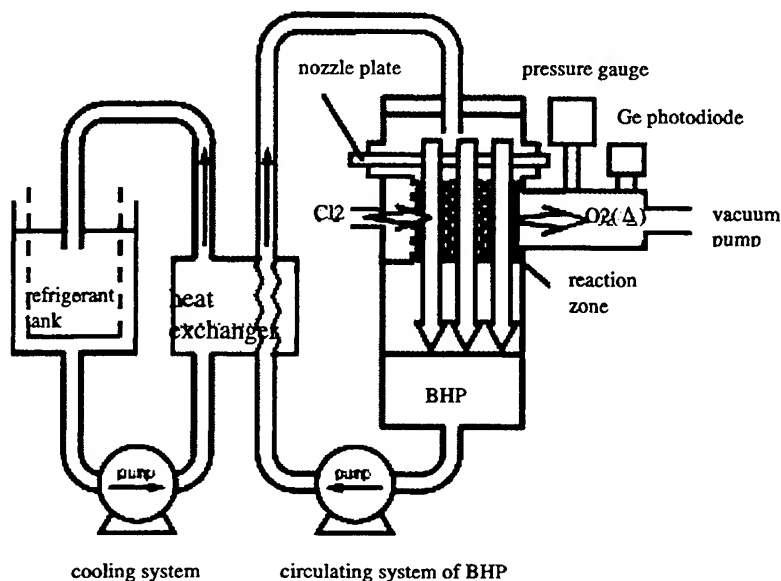 nozzle plate
pressure gauge
Ge photodiode
Cl2
O2(Δ)
vacuum
pump
refrigerant
tank
heat
exchanger
reaction
zone
BHP
pump
pump
cooling system
circulating system of BHP